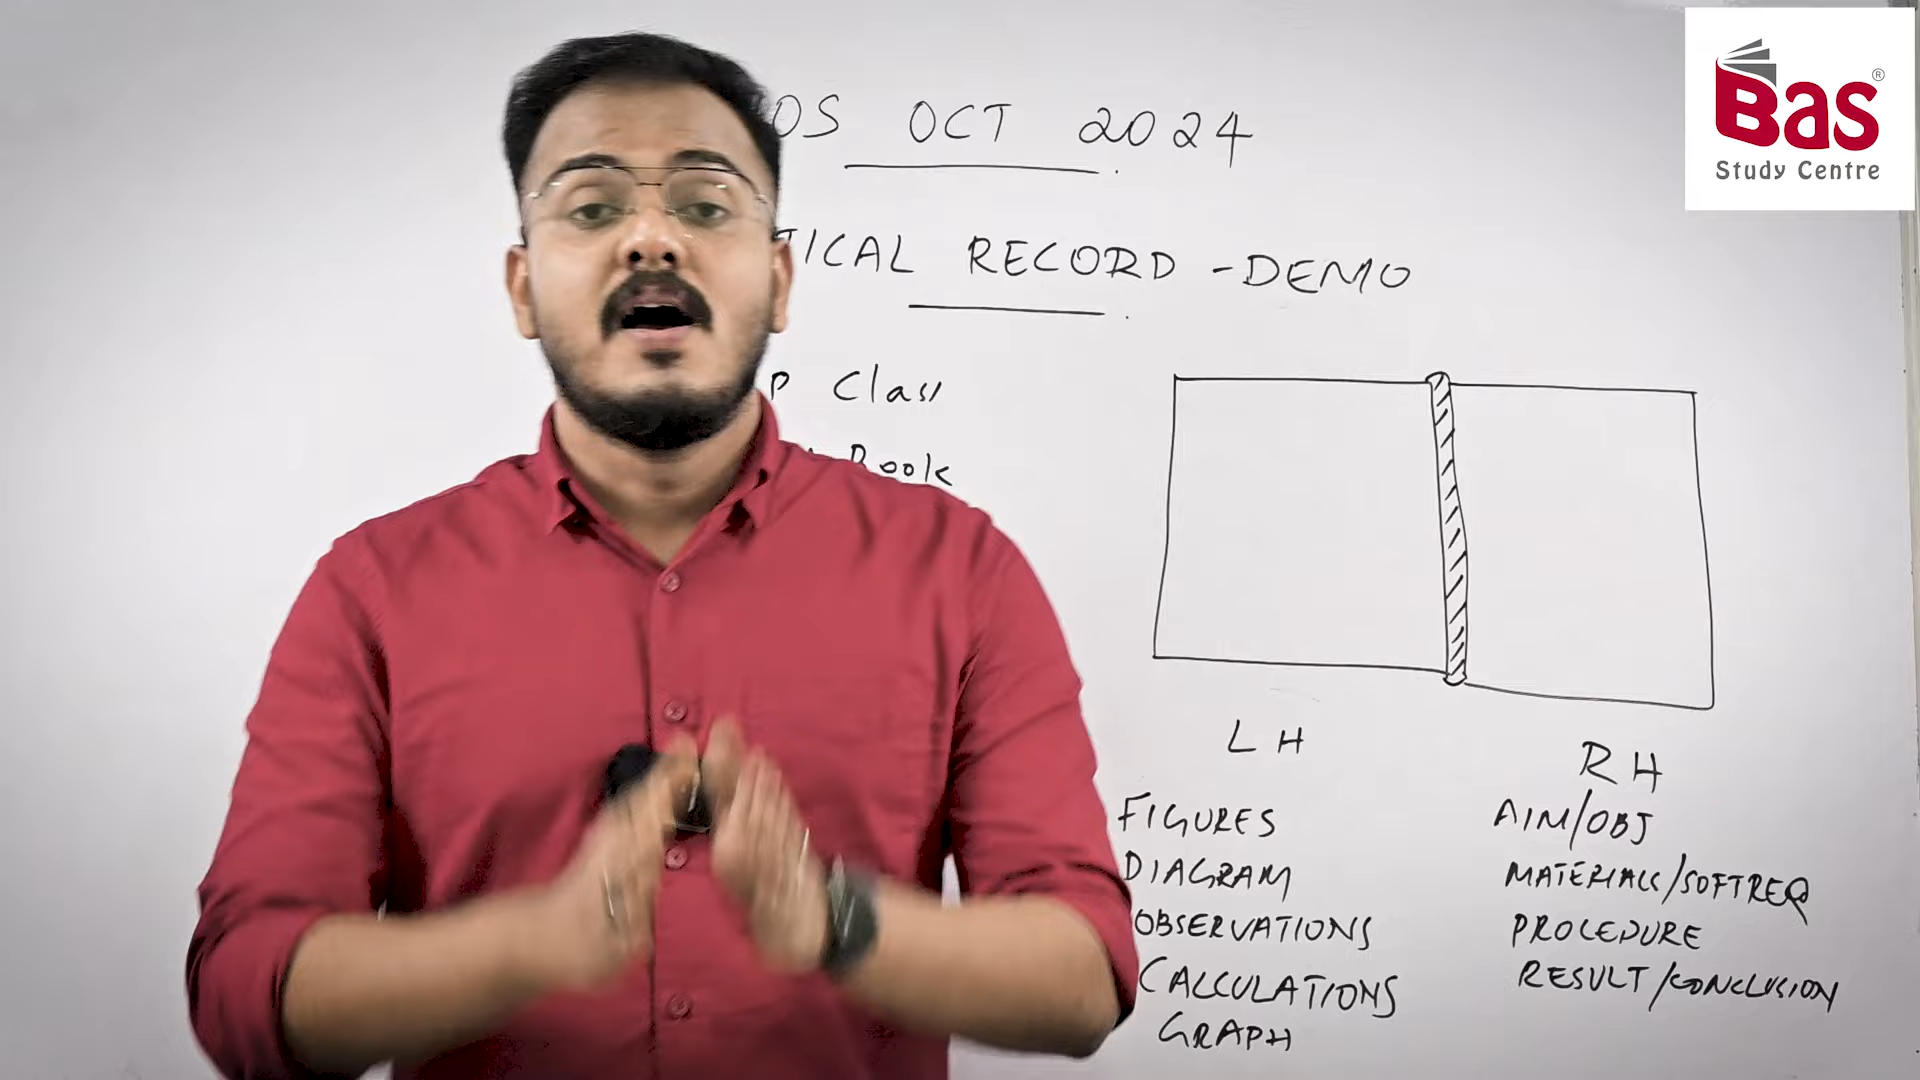 Bas®
Study Centre
OS OCT 2024
TICAL RECORD - DEMO
P Class
Book
LH
RH
FIGURES
DIAGRAM
OBSERVATIONS
CALCULATIONS
GRAPH
AIM/OBJ
MATERIALS/SOFTREQ
PROCEDURE
RESULT/CONCLUSION